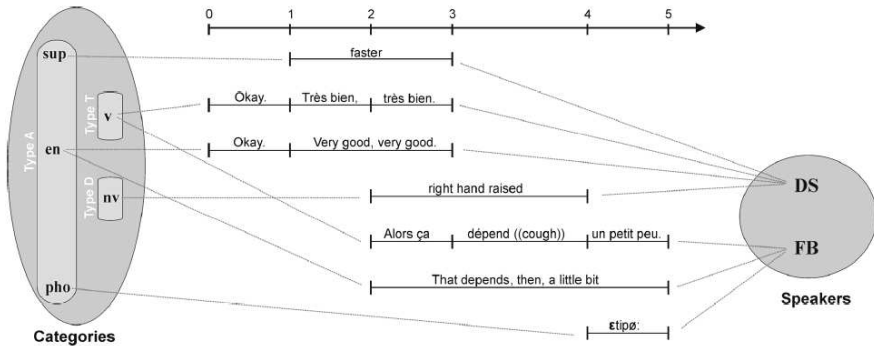 0 1 2 3 4 5
sup
faster
Type T
v
Okay. Très bien, très bien.
Type A
en
Okay. Very good, very good.
Type D
nv
right hand raised
DS
Alors ça dépend ((cough)) un petit peu.
FB
pho
That depends, then, a little bit
Speakers
Categories
εtipø: